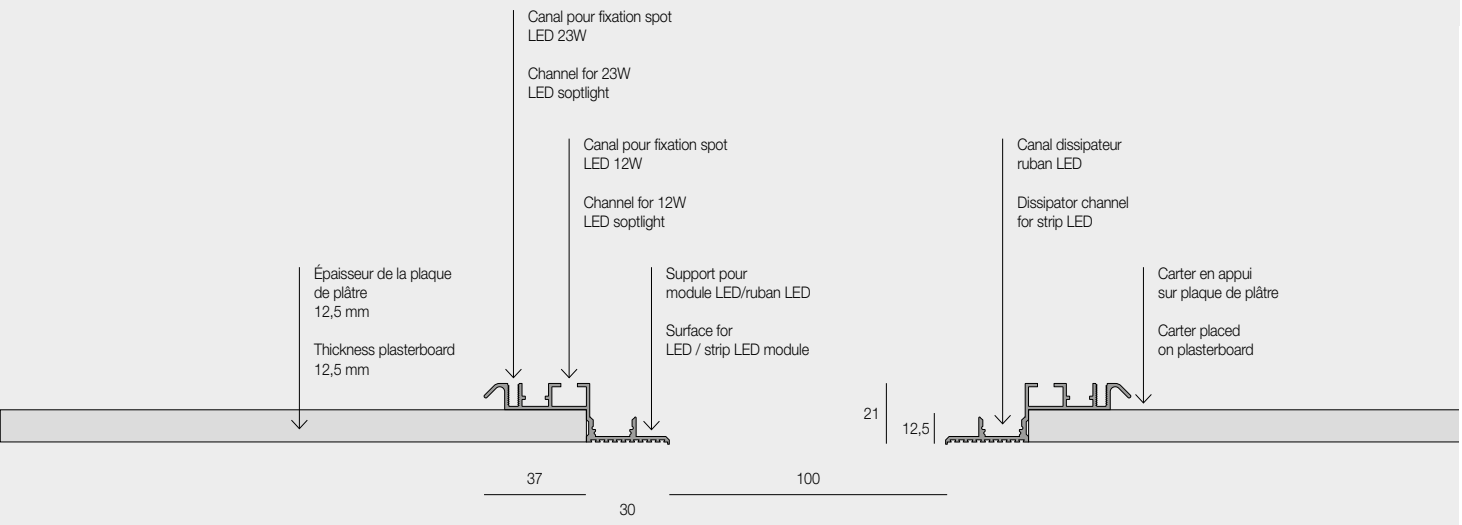 Canal pour fixation spot
LED 23W
Channel for 23W
LED soptlight
Canal pour fixation spot
LED 12W
Channel for 12W
LED soptlight
Canal dissipateur
ruban LED
Dissipator channel
for strip LED
Épaisseur de la plaque
de plâtre
12,5 mm
Thickness plasterboard
12,5 mm
Support pour
module LED/ruban LED
Surface for
LED / strip LED module
Carter en appui
sur plaque de plâtre
Carter placed
on plasterboard
21
12,5
37
100
30